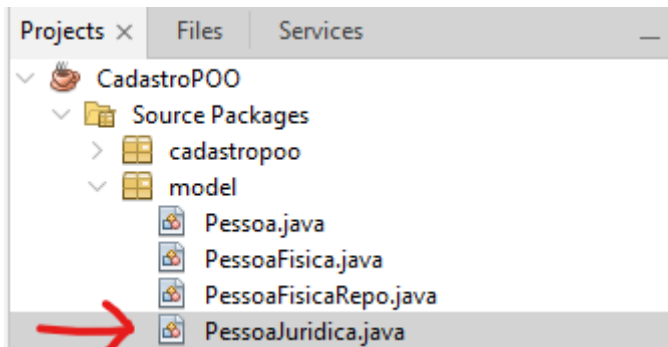 Projects Files Services
CadastroPOO
Source Packages
cadastropoo
model
Pessoa.java
PessoaFisica.java
PessoaFisicaRepo.java
PessoaJuridica.java